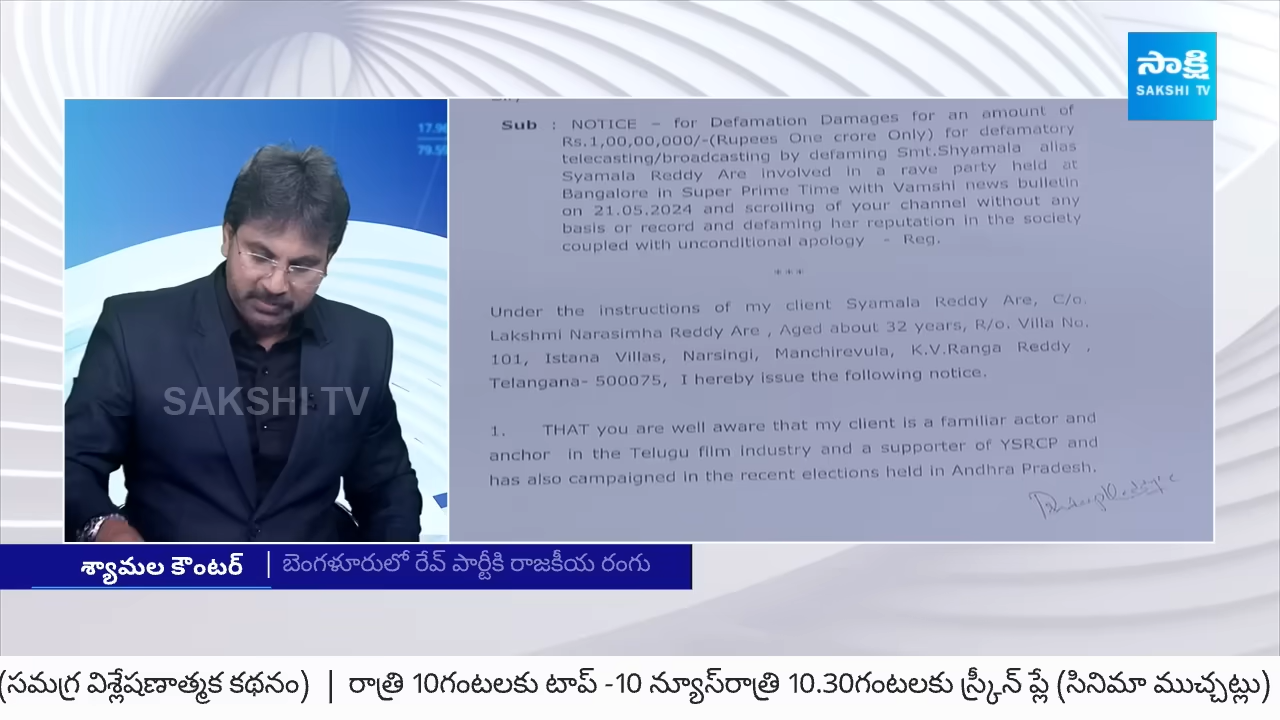 సాక్షి
SAKSHI TV
Sub : NOTICE – for Defamation Damages for an amount of
Rs.1,00,00,000/-(Rupees One crore Only) for defamatory
telecasting/broadcasting by defaming Smt.Shyamala alias
Syamala Reddy Are involved in a rave party held at
Bangalore in Super Prime Time with Vamshi news bulletin
on 21.05.2024 and scrolling of your channel without any
basis or record and defaming her reputation in the society
coupled with unconditional apology - Reg.
***
Under the instructions of my client Syamala Reddy Are, C/o.
Lakshmi Narasimha Reddy Are , Aged about 32 years, R/o. Villa No.
101, Istana Villas, Narsingi, Manchirevula, K.V.Ranga Reddy ,
Telangana- 500075, I hereby issue the following notice.
1. THAT you are well aware that my client is a familiar actor and
anchor in the Telugu film industry and a supporter of YSRCP and
has also campaigned in the recent elections held in Andhra Pradesh.
17.96
79.59
SAKSHI TV
శ్యామల కౌంటర్ | బెంగళూరులో రేవ్ పార్టీకి రాజకీయ రంగు
(సమగ్ర విశ్లేషణాత్మక కథనం) | రాత్రి 10గంటలకు టాప్ -10 న్యూస్‌రాత్రి 10.30గంటలకు స్క్రీన్ ప్లే (సినిమా ముచ్చట్లు)